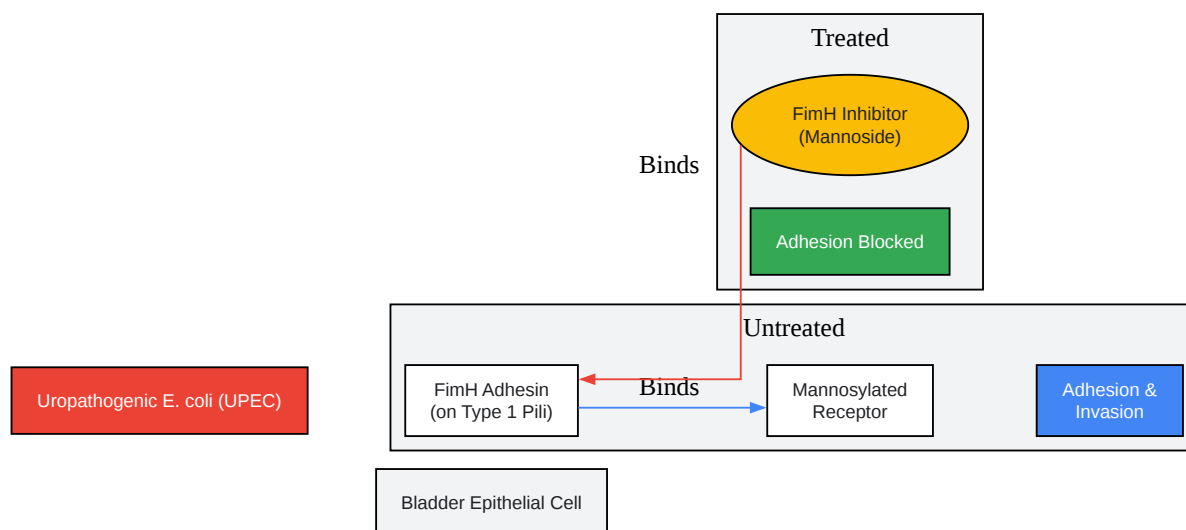 Treated
FimH Inhibitor
(Mannoside)
Binds
Adhesion Blocked
Untreated
Uropathogenic E. coli (UPEC)
FimH Adhesin
(on Type 1 Pili)
Binds
Mannosylated
Receptor
Adhesion &
Invasion
Bladder Epithelial Cell